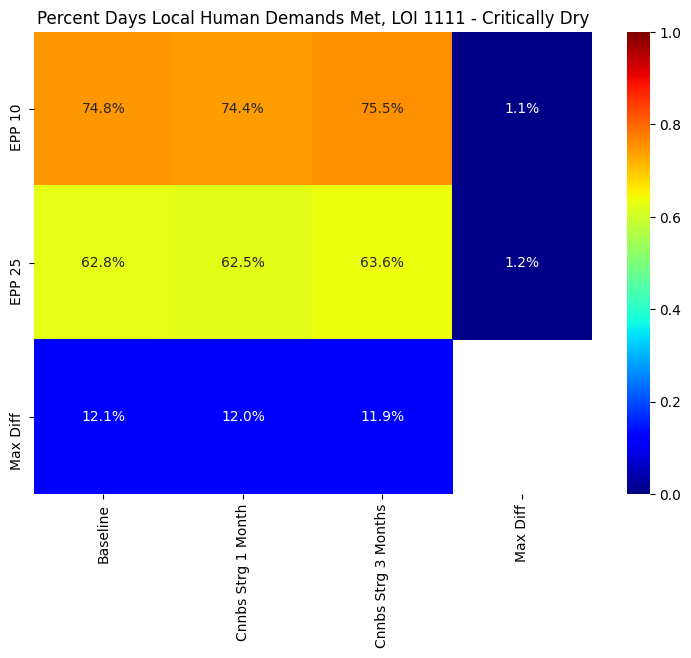 Percent Days Local Human Demands Met, LOI 1111 - Critically Dry
EPP 10
74.8%
74.4%
75.5%
1.1%
EPP 25
62.8%
62.5%
63.6%
1.2%
Max Diff
12.1%
12.0%
11.9%
Baseline
Cnnbs Strg 1 Month
Cnnbs Strg 3 Months
Max Diff
1.0
0.8
0.6
0.4
0.2
0.0